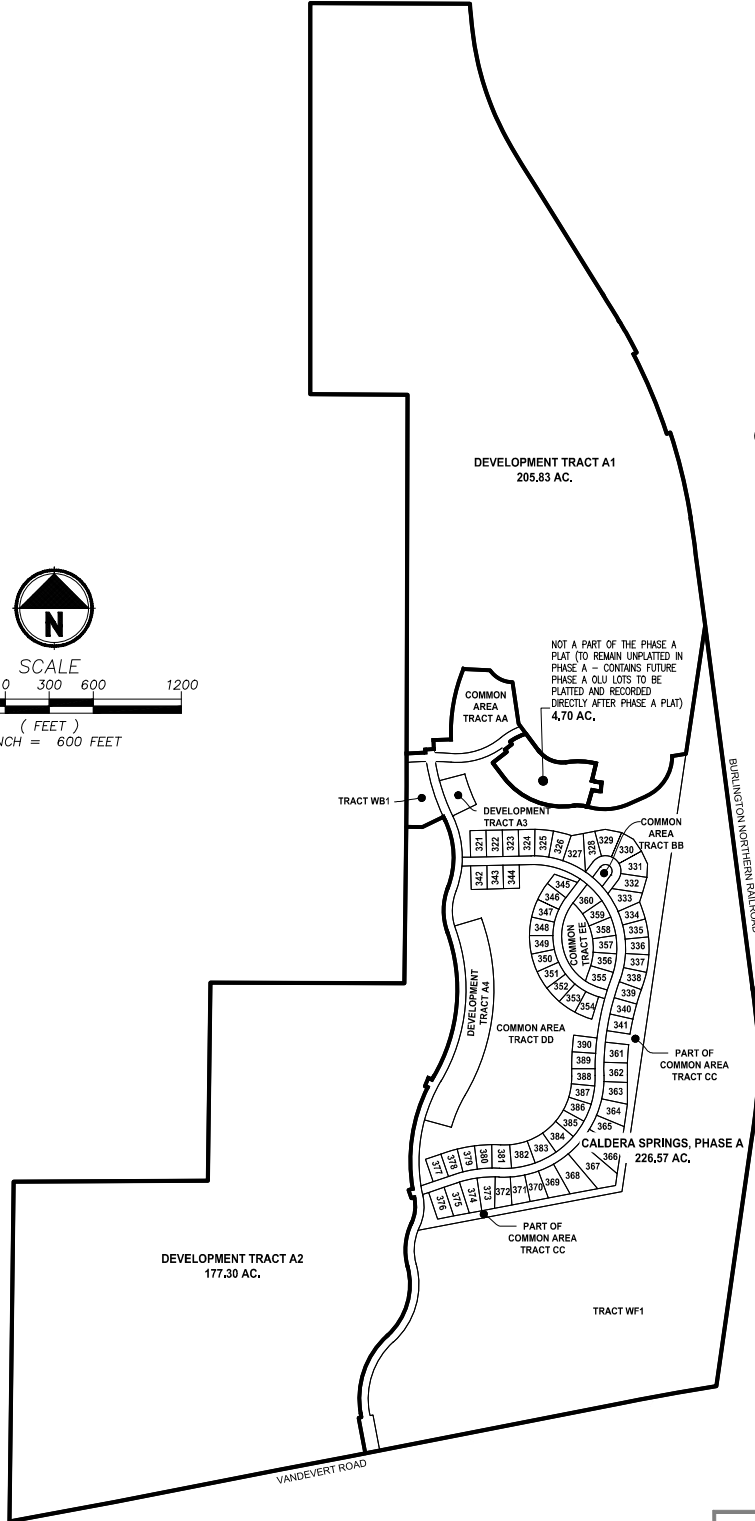 DEVELOPMENT TRACT A1
205.83 AC.
N
SCALE
0 300 600 1200
( FEET )
NCH = 600 FEET
NOT A PART OF THE PHASE A
PLAT (TO REMAIN UNPLATTED IN
PHASE A – CONTAINS FUTURE
PHASE A OLU LOTS TO BE
PLATTED AND RECORDED
DIRECTLY AFTER PHASE A PLAT)
4.70 AC.
COMMON
AREA
TRACT AA
BURLINGTON NORTHERN RAILROAD
TRACT WB1
DEVELOPMENT
TRACT A3
COMMON
AREA
TRACT BB
321
322
323
324
325
326
327
328
329
330
331
332
333
334
335
336
337
338
339
340
341
342
343
344
345
346
347
348
349
350
351
352
353
354
355
356
357
358
359
360
COMMON
TRACT EE
DEVELOPMENT
TRACT A4
COMMON AREA
TRACT DD
PART OF
COMMON AREA
TRACT CC
361
362
363
364
365
366
367
368
369
370
371
372
373
374
375
376
377
378
379
380
381
382
383
384
385
386
387
388
389
390
CALDERA SPRINGS, PHASE A
226.57 AC.
PART OF
COMMON AREA
TRACT CC
DEVELOPMENT TRACT A2
177.30 AC.
TRACT WF1
VANDEVERT ROAD